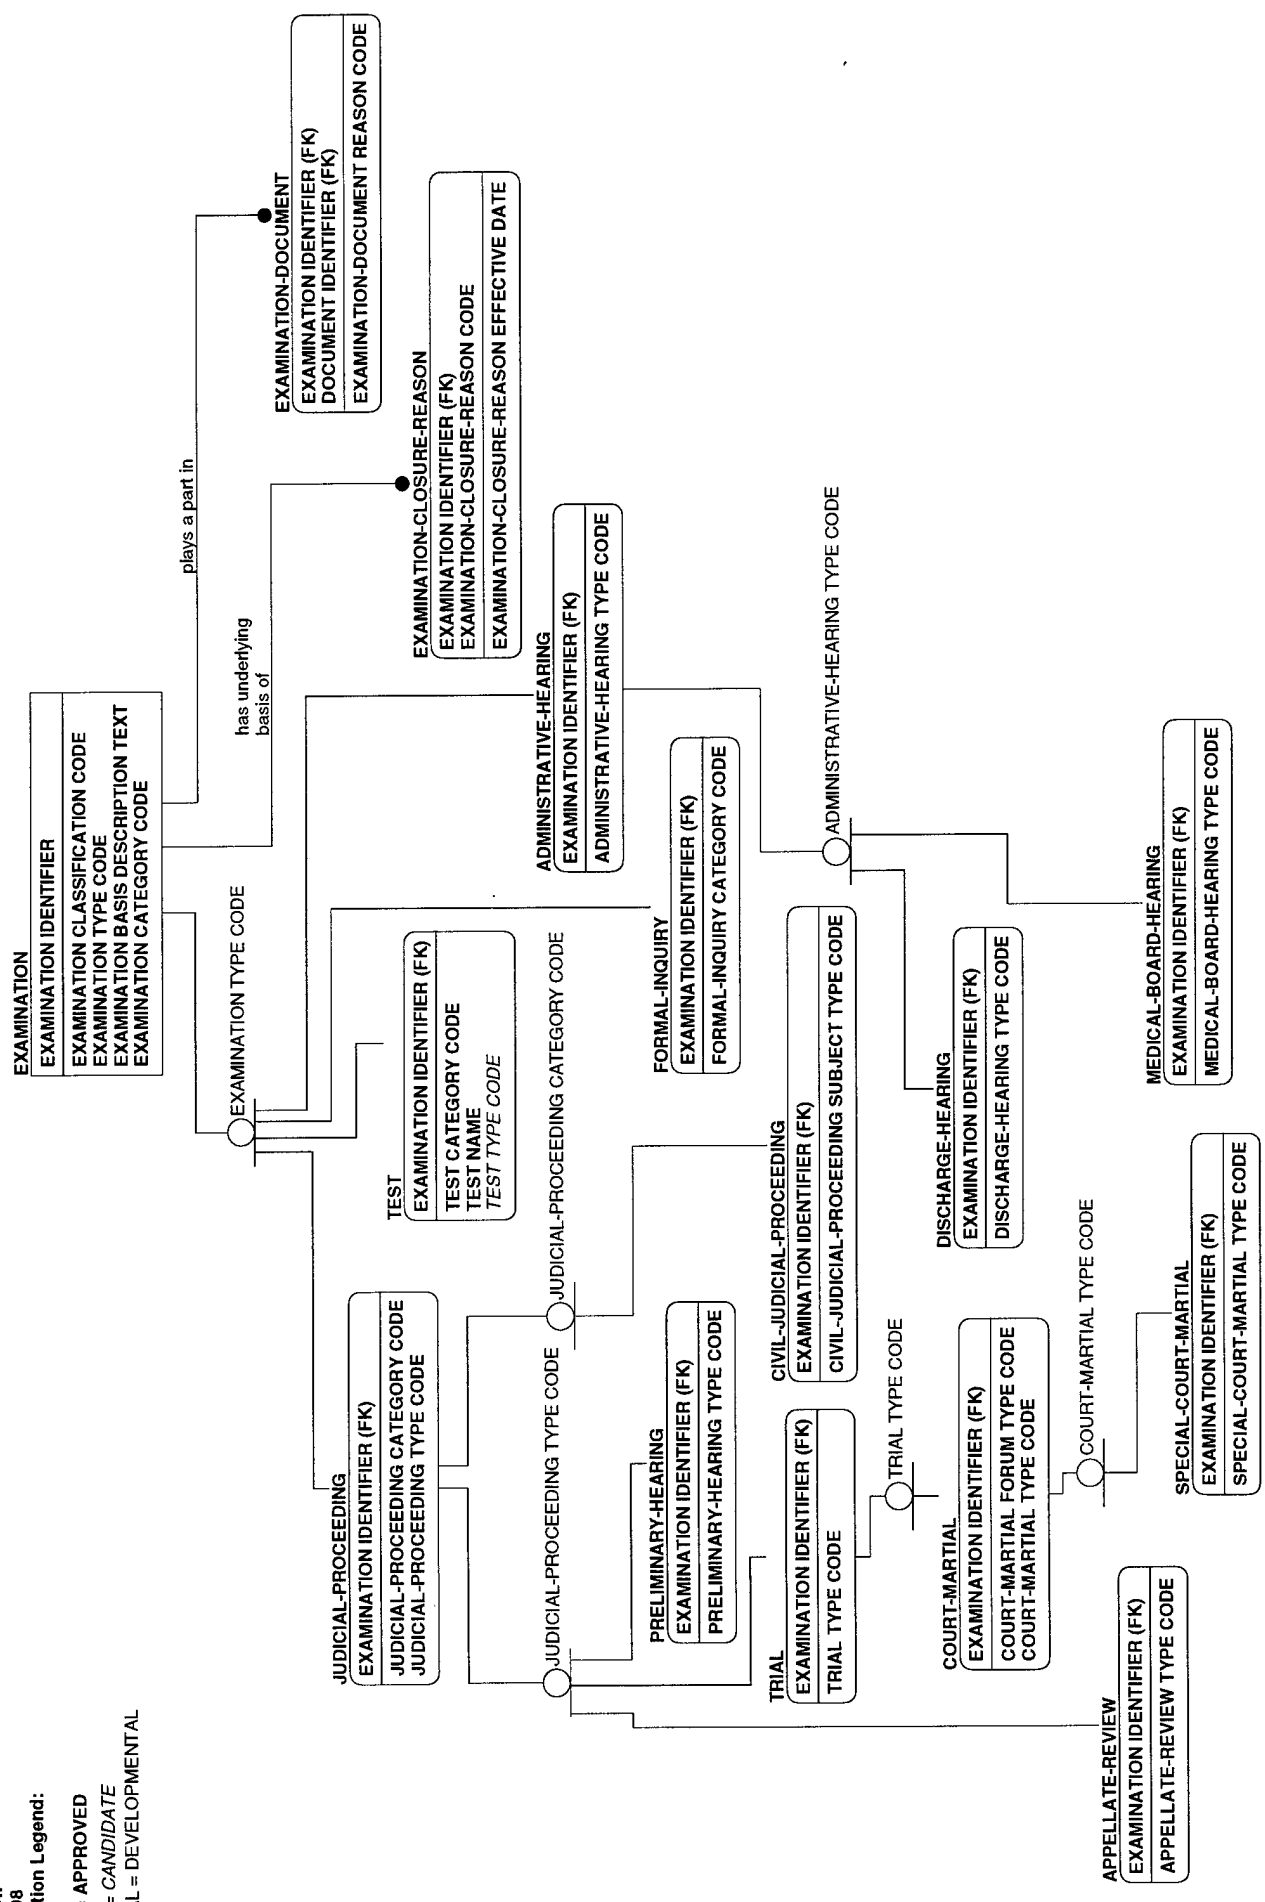 tion Legend:
= APPROVED
= CANDIDATE
= DEVELOPMENTAL
EXAMINATION
EXAMINATION IDENTIFIER
EXAMINATION CLASSIFICATION CODE
EXAMINATION TYPE CODE
EXAMINATION BASIS DESCRIPTION TEXT
EXAMINATION CATEGORY CODE
plays a part in
has underlying
basis of
EXAMINATION TYPE CODE
EXAMINATION-DOCUMENT
EXAMINATION IDENTIFIER (FK)
DOCUMENT IDENTIFIER (FK)
EXAMINATION-DOCUMENT REASON CODE
EXAMINATION-CLOSURE-REASON
EXAMINATION IDENTIFIER (FK)
EXAMINATION-CLOSURE-REASON CODE
EXAMINATION-CLOSURE-REASON EFFECTIVE DATE
JUDICIAL-PROCEEDING
EXAMINATION IDENTIFIER (FK)
JUDICIAL-PROCEEDING CATEGORY CODE
JUDICIAL-PROCEEDING TYPE CODE
TEST
EXAMINATION IDENTIFIER (FK)
TEST CATEGORY CODE
TEST NAME
TEST TYPE CODE
ADMINISTRATIVE-HEARING
EXAMINATION IDENTIFIER (FK)
ADMINISTRATIVE-HEARING TYPE CODE
JUDICIAL-PROCEEDING TYPE CODE
JUDICIAL-PROCEEDING CATEGORY CODE
PRELIMINARY-HEARING
EXAMINATION IDENTIFIER (FK)
PRELIMINARY-HEARING TYPE CODE
FORMAL-INQUIRY
EXAMINATION IDENTIFIER (FK)
FORMAL-INQUIRY CATEGORY CODE
TRIAL
EXAMINATION IDENTIFIER (FK)
TRIAL TYPE CODE
CIVIL-JUDICIAL-PROCEEDING
EXAMINATION IDENTIFIER (FK)
CIVIL-JUDICIAL-PROCEEDING SUBJECT TYPE CODE
ADMINISTRATIVE-HEARING TYPE CODE
TRIAL TYPE CODE
COURT-MARTIAL
EXAMINATION IDENTIFIER (FK)
COURT-MARTIAL FORUM TYPE CODE
COURT-MARTIAL TYPE CODE
DISCHARGE-HEARING
EXAMINATION IDENTIFIER (FK)
DISCHARGE-HEARING TYPE CODE
COURT-MARTIAL TYPE CODE
APPELLATE-REVIEW
EXAMINATION IDENTIFIER (FK)
APPELLATE-REVIEW TYPE CODE
SPECIAL-COURT-MARTIAL
EXAMINATION IDENTIFIER (FK)
SPECIAL-COURT-MARTIAL TYPE CODE
MEDICAL-BOARD-HEARING
EXAMINATION IDENTIFIER (FK)
MEDICAL-BOARD-HEARING TYPE CODE